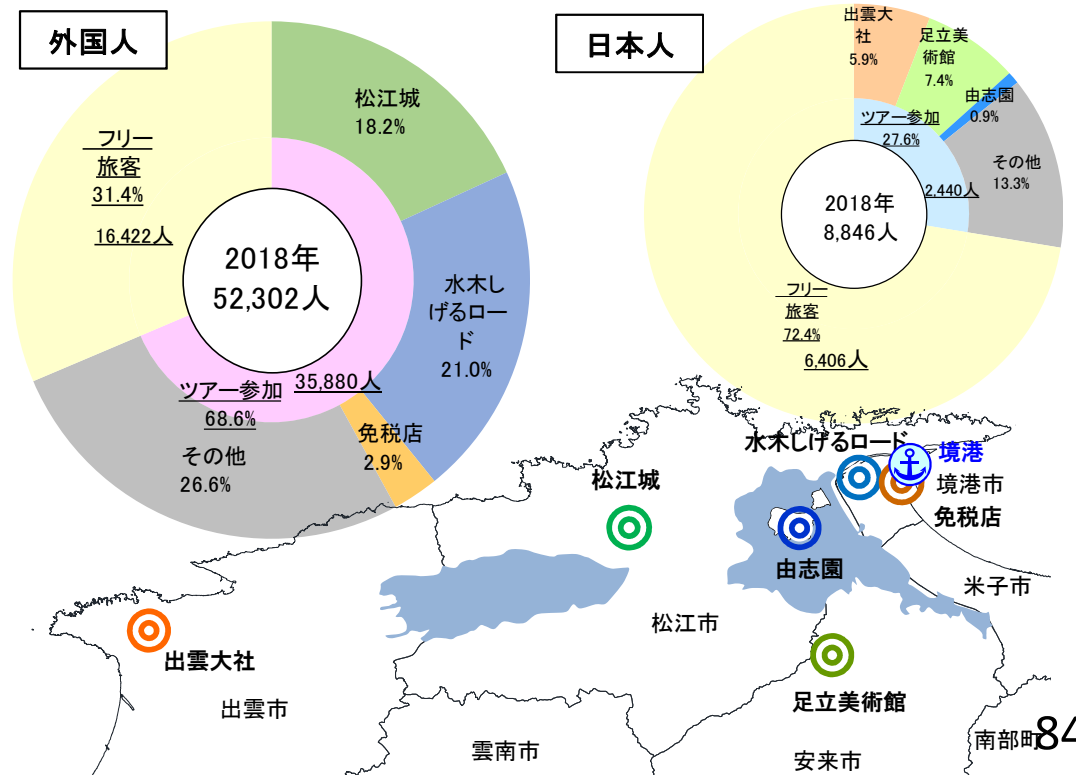 外国人
松江城
18.2%
フリー
旅客
31.4%
16,422人
2018年
52,302人
水木し
げるロー
ド
21.0%
ツアー参加
35,880人
68.6%
免税店
2.9%
その他
26.6%
日本人
出雲大
社
5.9%
足立美
術館
7.4%
由志園
0.9%
ツアー参加
27.6%
2,440人
その他
13.3%
2018年
8,846人
フリー
旅客
72.4%
6,406人
水木しげるロード
境港
境港市
免税店
松江城
由志園
米子市
松江市
出雲大社
出雲市
足立美術館
雲南市
安来市
南部町
84